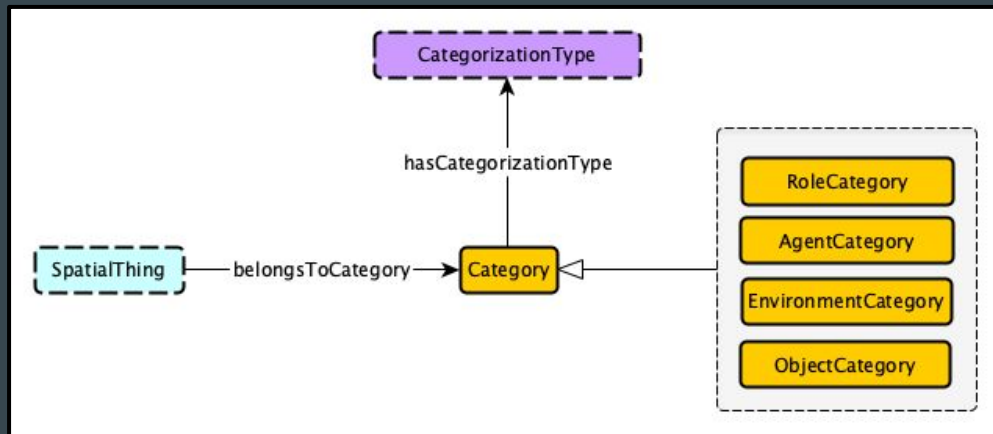 CategorizationType
hasCategorizationType
RoleCategory
AgentCategory
SpatialThing
belongsToCategory
Category
EnvironmentCategory
ObjectCategory